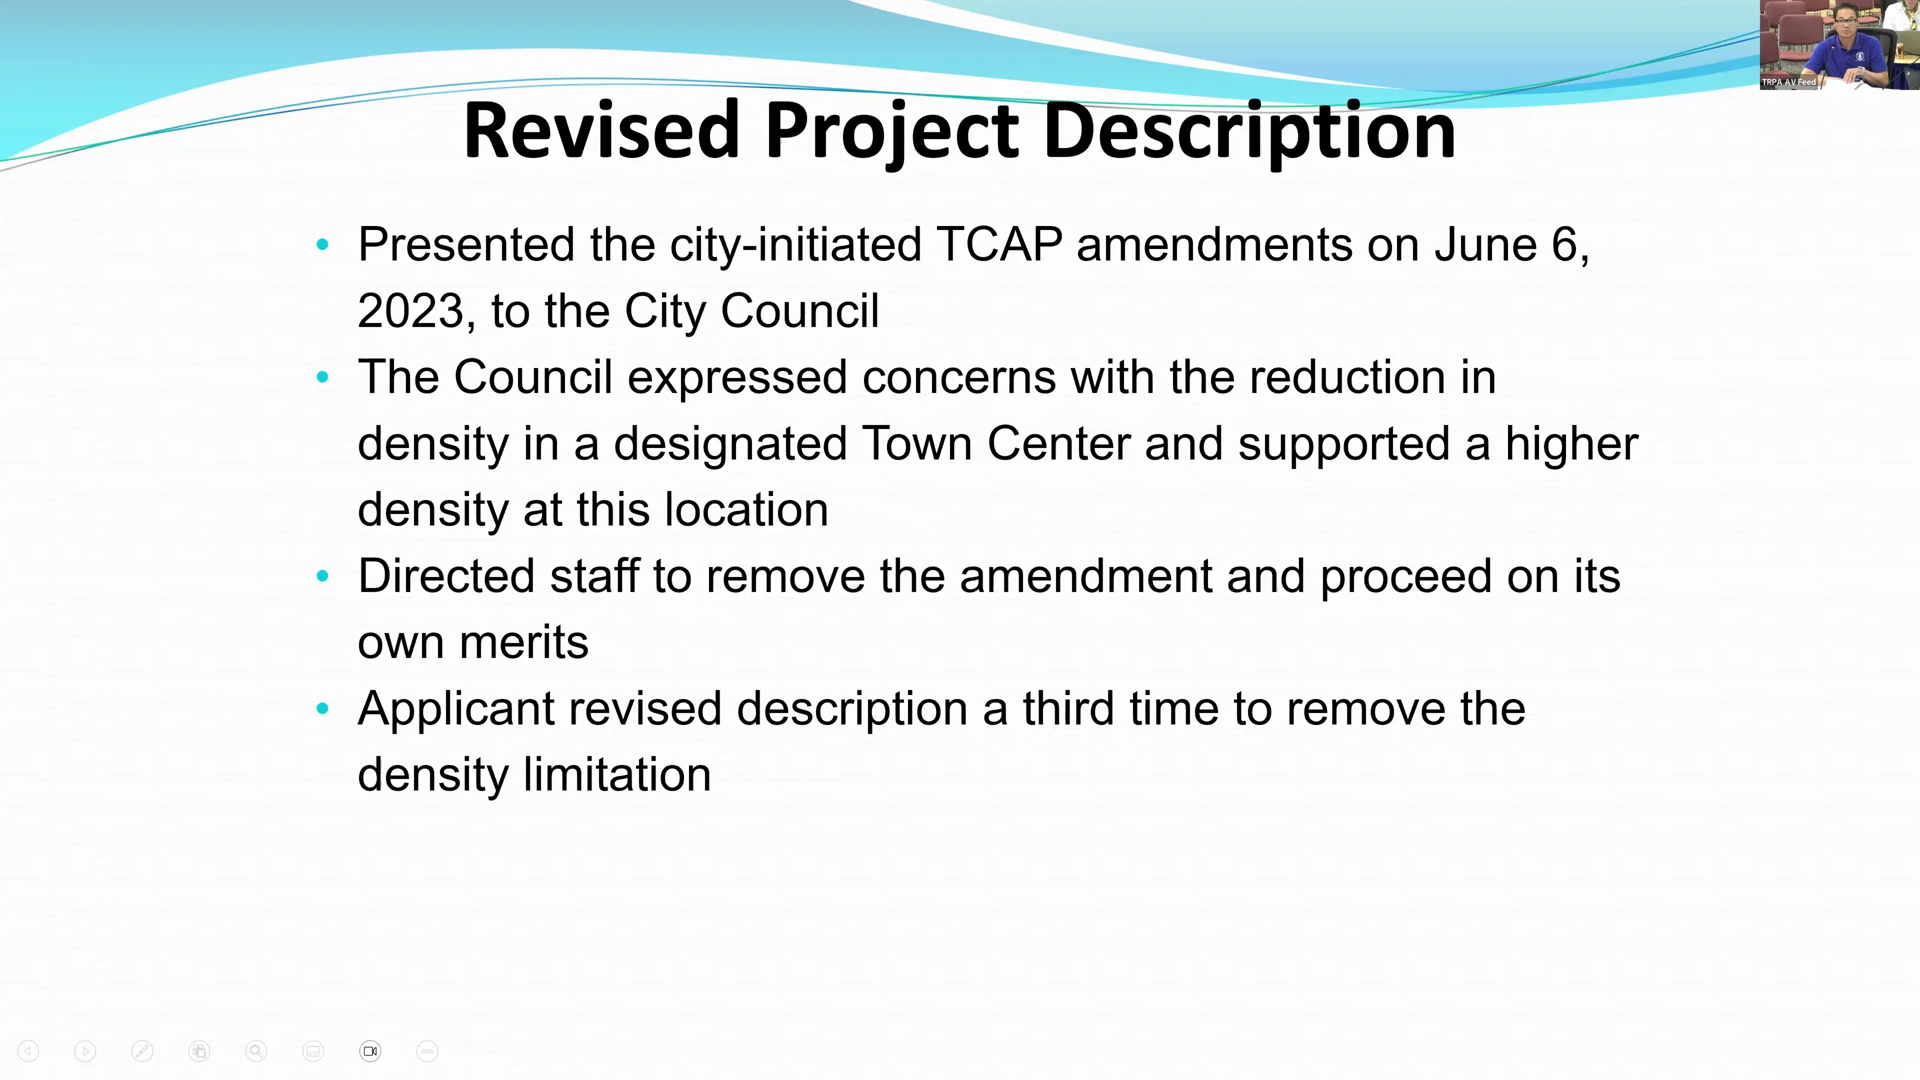 TRPA AV Feed
Revised Project Description
• Presented the city-initiated TCAP amendments on June 6,
2023, to the City Council
• The Council expressed concerns with the reduction in
density in a designated Town Center and supported a higher
density at this location
• Directed staff to remove the amendment and proceed on its
own merits
• Applicant revised description a third time to remove the
density limitation